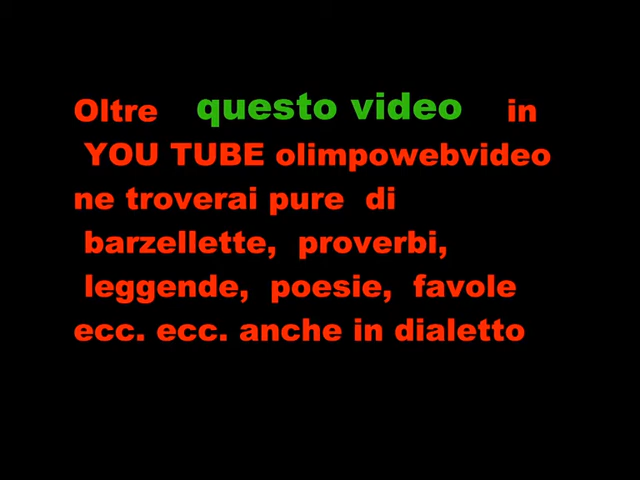 Oltre questo video in
YOU TUBE olimpowebvideo
ne troverai pure di
barzellette, proverbi,
leggende, poesie, favole
ecc. ecc. anche in dialetto